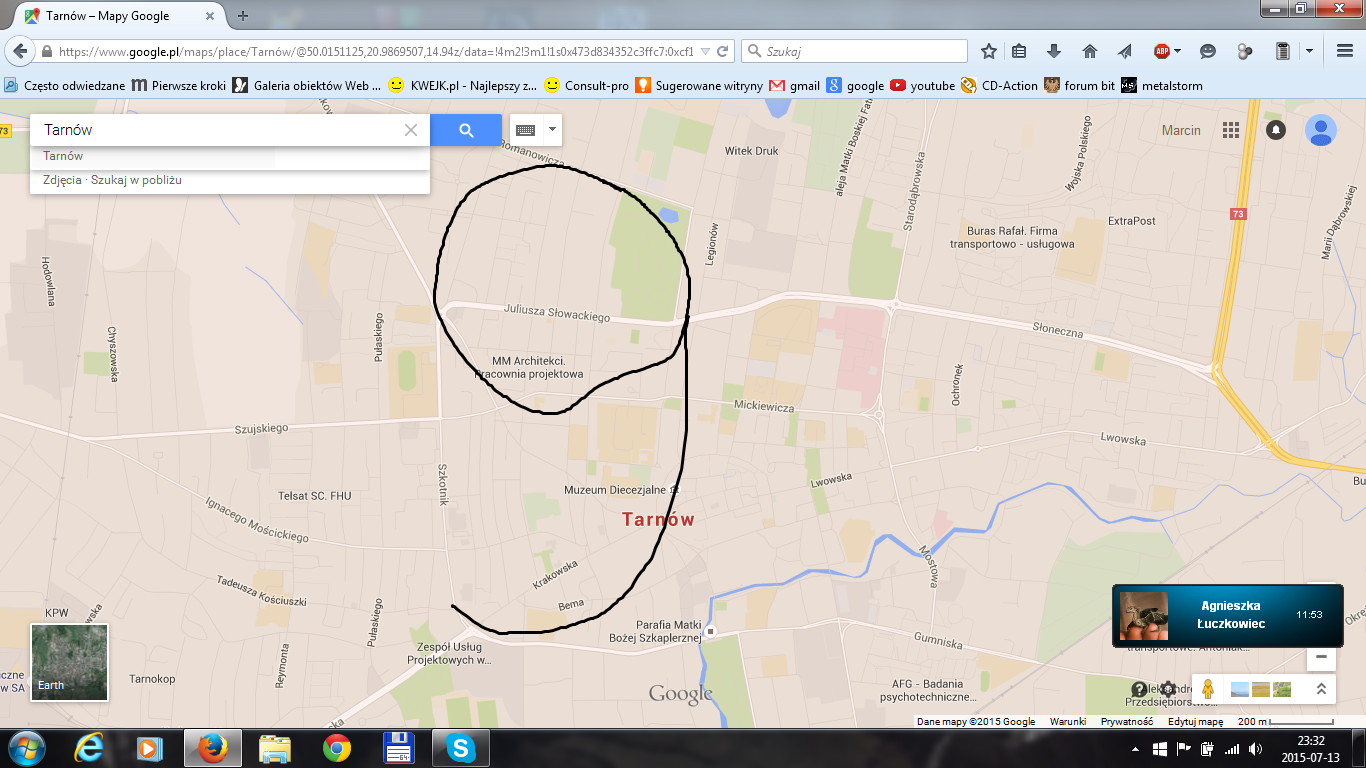 Tarnów – Mapy Google
https://www.google.pl/maps/place/Tarnów/@50.0151125,20.9869507,14.94z/data=!4m2!3m1!1s0x473d834352c3ffc7:0xcf1
Szukaj
ABP
Często odwiedzane
Pierwsze kroki
Galeria obiektów Web ...
KWEJK.pl - Najlepszy z...
Consult-pro
Sugerowane witryny
gmail
google
youtube
CD-Action
forum bit
metalstorm
73
Tarnów
Tarnów
Zdjęcia · Szukaj w pobliżu
Marcin
Romanowicza
Witek Druk
aleja Matki Boskiej Fat
Starodąbrowska
Wojska Polskiego
ExtraPost
73
Marii Dąbrowskiej
Buras Rafał. Firma
transportowo - usługowa
Legionów
Hodowlana
Chyszowska
Pułaskiego
Juliusza Słowackiego
Słoneczna
MM Architekci.
Pracownia projektowa
Ochronek
Mickiewicza
Szujskiego
Lwowska
Szkotnik
Lwowska
Telsat SC. FHU
Muzeum Diecezjalne
Ignacego Mościckiego
Tarnów
Mostowa
Krakowska
Tadeusza Kościuszki
Bema
KPW
Pułaskiego
Parafia Matki
Bożej Szkaplerznej
Gumniska
Zespół Usług
Projektowych w...
Reymonta
Tarnokop
Earth
AFG - Badania
psychotechniczne...
Agnieszka
Łuczkowiec
11:53
Google
Dane mapy ©2015 Google
Warunki
Prywatność
Edytuj mapę
200 m
23:32
2015-07-13